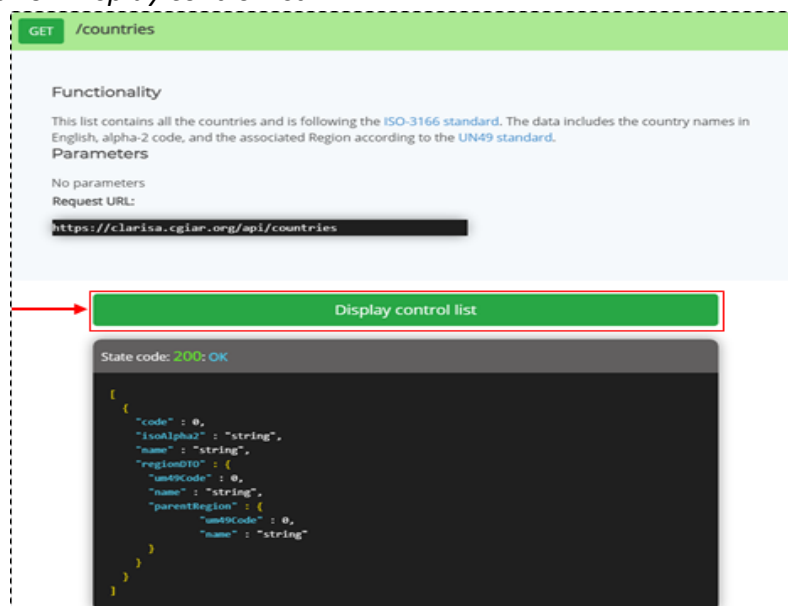 Display control list
GET /countries
Functionality
This list contains all the countries and is following the ISO-3166 standard. The data includes the country names in
English, alpha-2 code, and the associated Region according to the UN49 standard.
Parameters
No parameters
Request URL:
https://clarisa.cgiar.org/api/countries
Display control list
State code: 200: OK
[
{
"code" : 0,
"isoAlpha2" : "string",
"name" : "string",
"regionDTO" : {
"um49Code" : 0,
"name" : "string",
"parentRegion" : {
"um49Code" : 0,
"name" : "string"
}
}
}
]